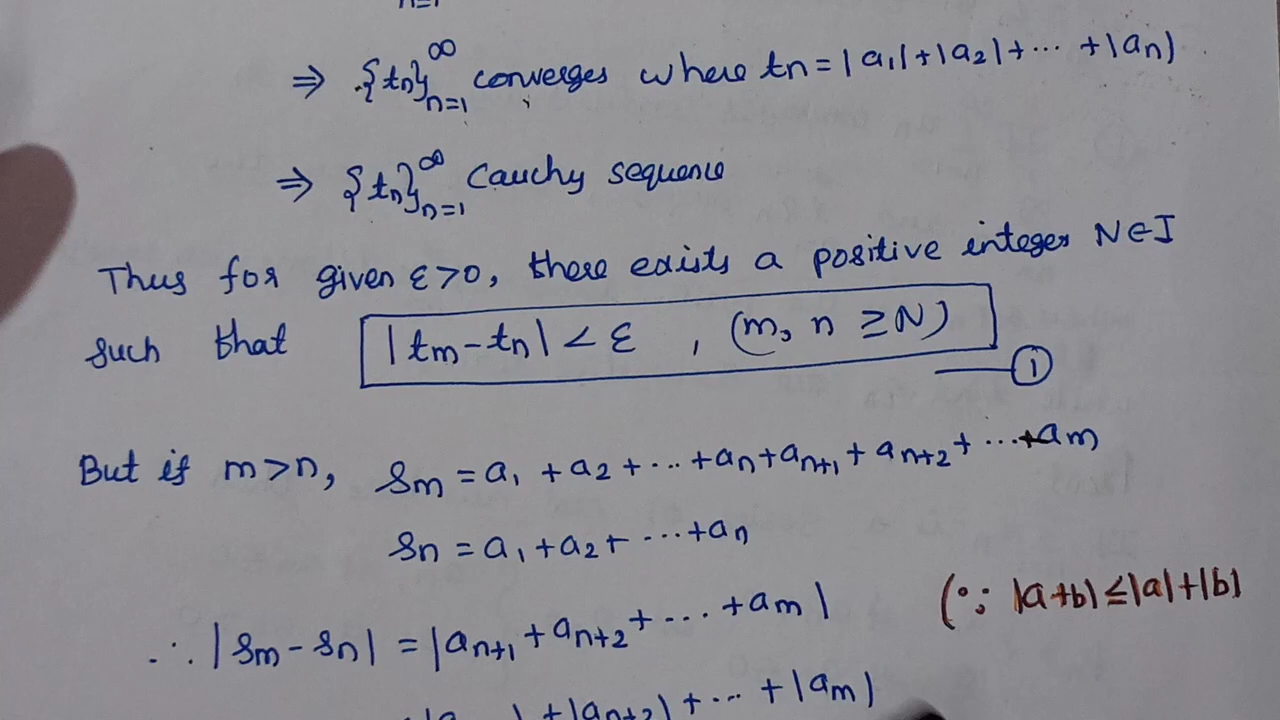 n=1
⇒ {tn}∞n=1 converges where tn = |a1|+|a2|+ ··· +|an|
⇒ {tn}∞n=1 Cauchy sequence
Thus for given ε>0, there exists a positive integer N∈I
such that |tm-tn| < ε , (m, n ≥ N)
①
But if m>n, Sm = a1 + a2 + ··· + an + an+1 + an+2 + ··· + am
Sn = a1 + a2 + ··· + an
∴ |Sm - Sn| = |an+1 + an+2 + ··· + am| (∵ |a+b| ≤ |a|+|b|
| + |an+2| + ··· + |am|